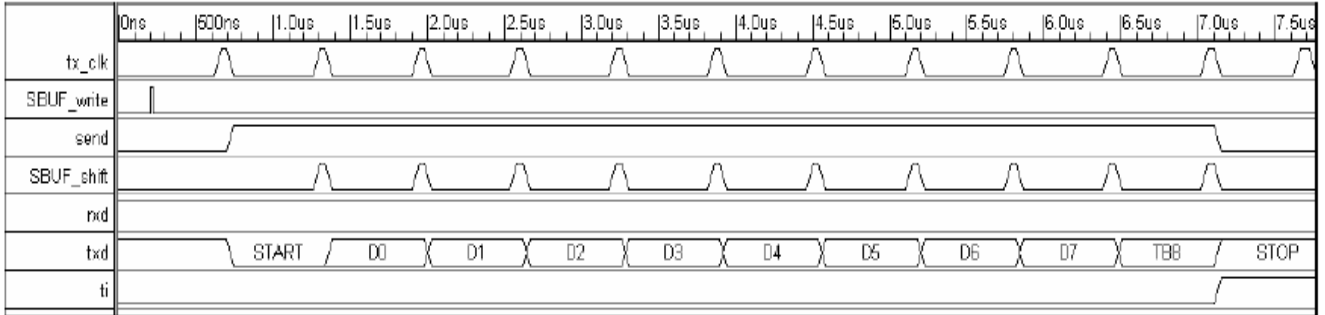 0ns 500ns 1.0us 1.5us 2.0us 2.5us 3.0us 3.5us 4.0us 4.5us 5.0us 5.5us 6.0us 6.5us 7.0us 7.5us
tx_clk
SBUF_write
send
SBUF_shift
rxd
txd START D0 D1 D2 D3 D4 D5 D6 D7 TB8 STOP
ti